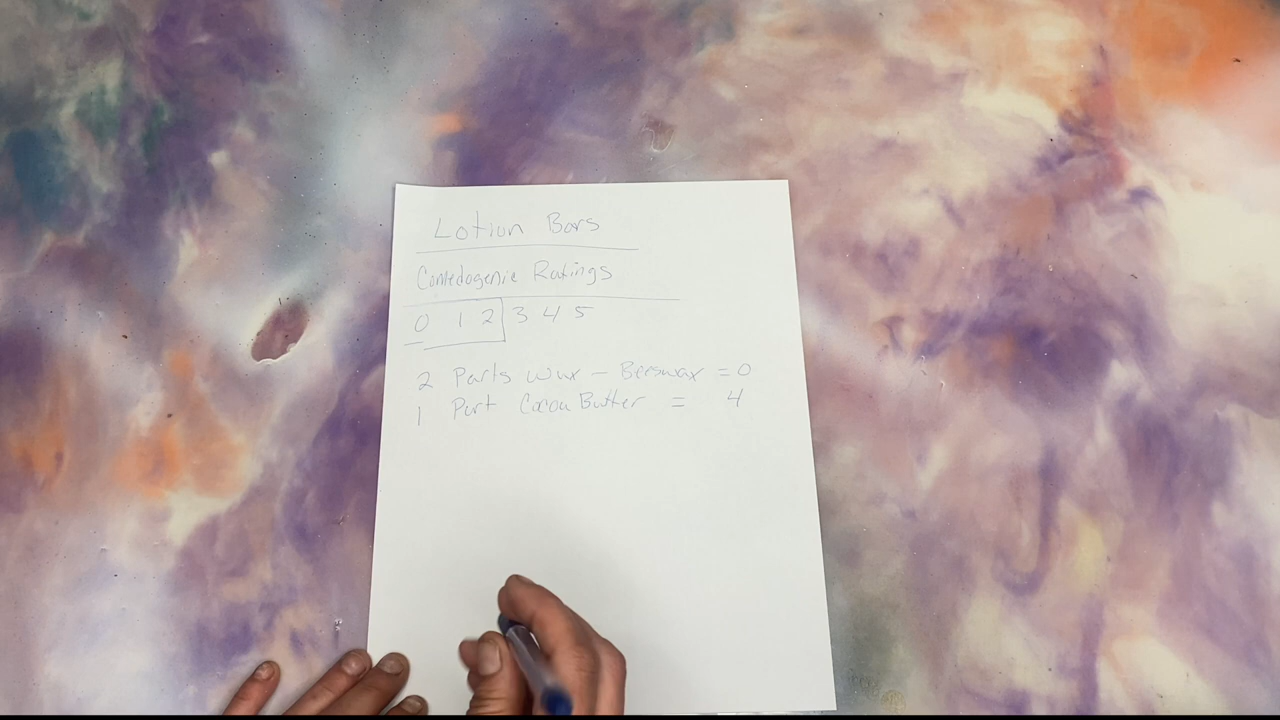 Lotion Bars
Comedogenic Ratings
0 1 2 3 4 5
2 Parts wax - Beeswax = 0
1 Part Cocoa Butter = 4